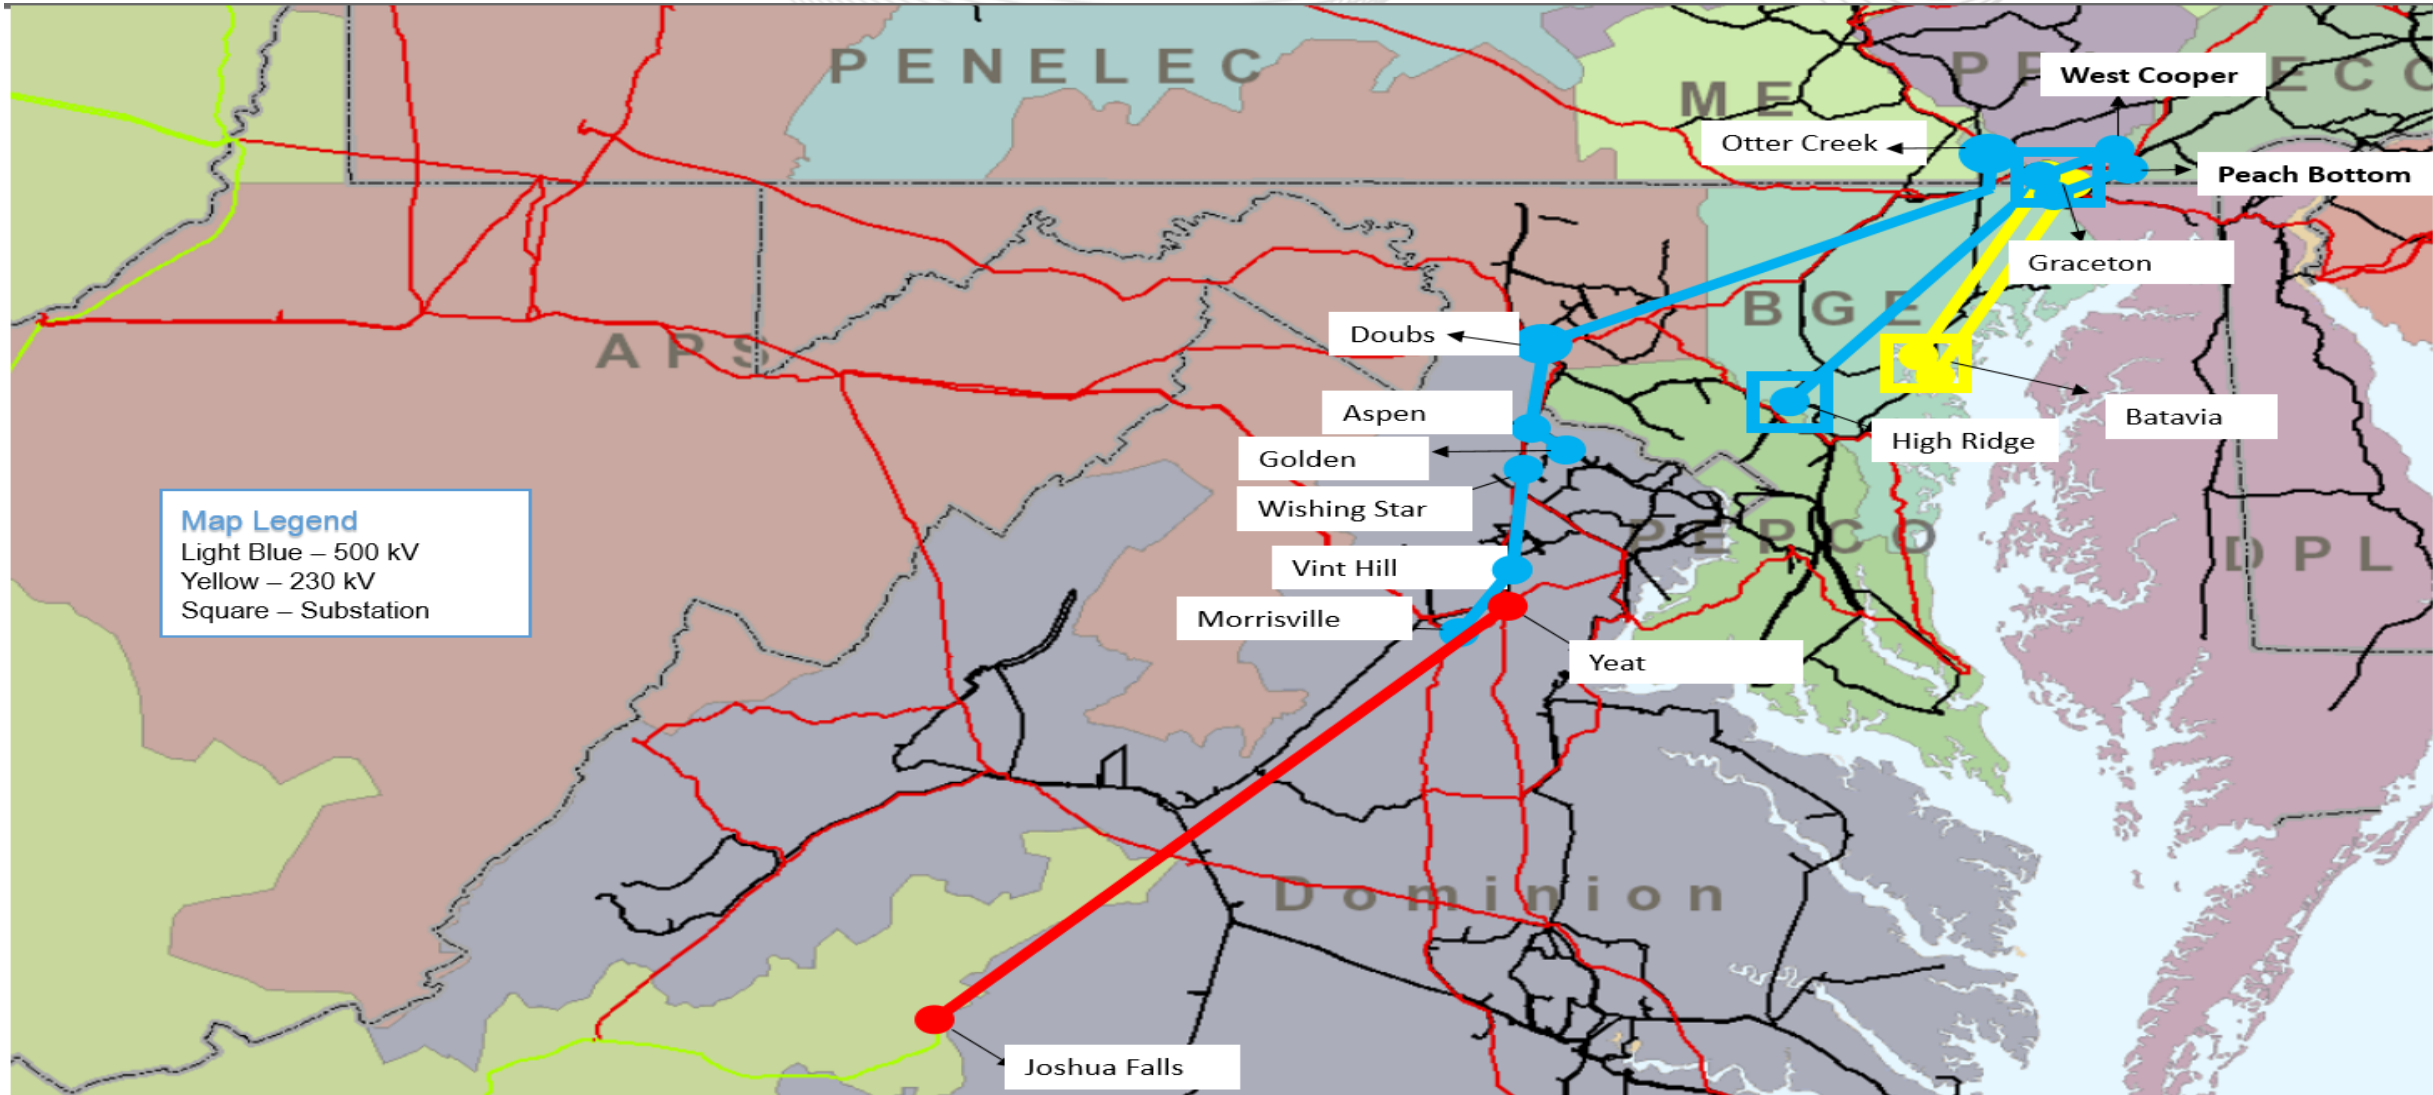 PENELEC
ME
PP
ECC
West Cooper
Otter Creek
Peach Bottom
Graceton
BGE
Doubs
APS
Aspen
Batavia
High Ridge
Golden
Wishing Star
Map Legend
Light Blue – 500 kV
Yellow – 230 kV
Square – Substation
PEPCO
DPL
Vint Hill
Morrisville
Yeat
Dominion
Joshua Falls